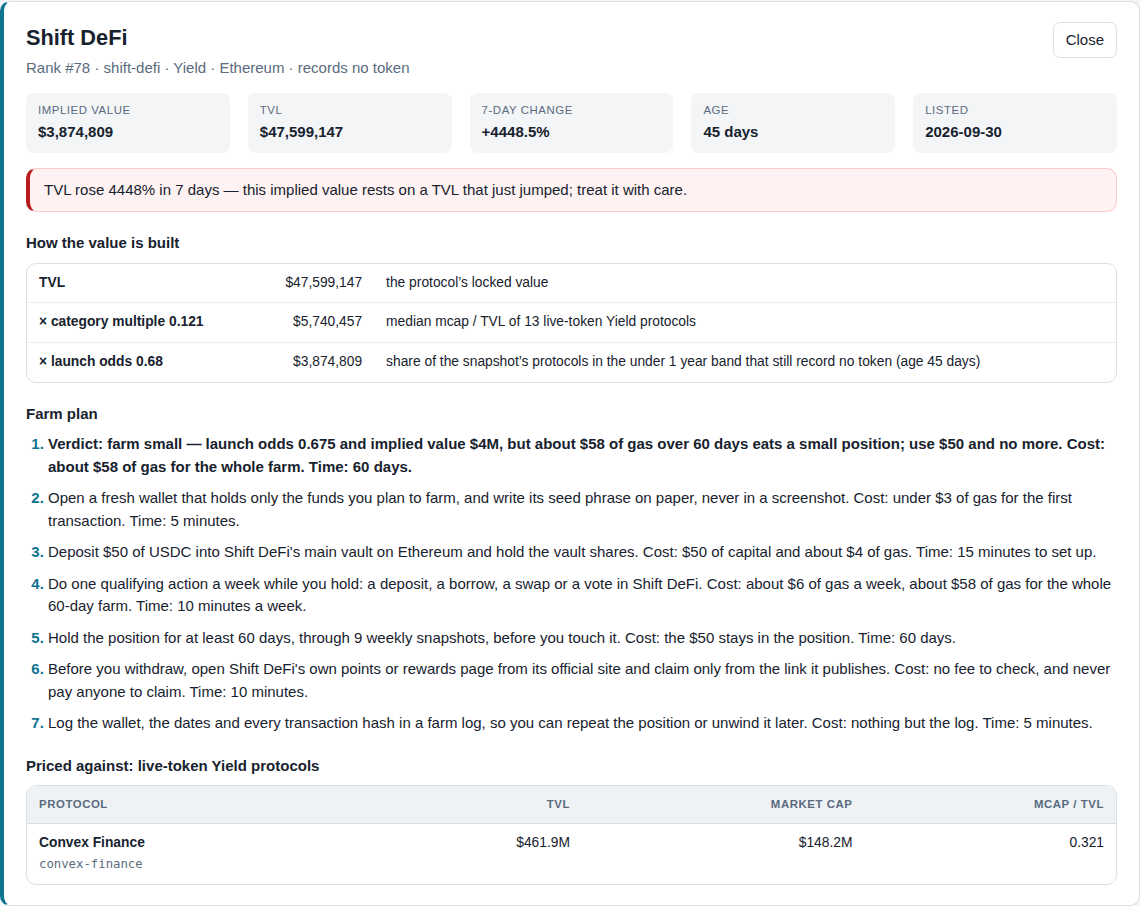 Shift DeFi
Close
Rank #78 · shift-defi · Yield · Ethereum · records no token
IMPLIED VALUE
$3,874,809
TVL
$47,599,147
7-DAY CHANGE
+4448.5%
AGE
45 days
LISTED
2026-09-30
TVL rose 4448% in 7 days — this implied value rests on a TVL that just jumped; treat it with care.
How the value is built
TVL $47,599,147 the protocol’s locked value
× category multiple 0.121 $5,740,457 median mcap / TVL of 13 live-token Yield protocols
× launch odds 0.68 $3,874,809 share of the snapshot’s protocols in the under 1 year band that still record no token (age 45 days)
Farm plan
1. Verdict: farm small — launch odds 0.675 and implied value $4M, but about $58 of gas over 60 days eats a small position; use $50 and no more. Cost:
about $58 of gas for the whole farm. Time: 60 days.
2. Open a fresh wallet that holds only the funds you plan to farm, and write its seed phrase on paper, never in a screenshot. Cost: under $3 of gas for the first
transaction. Time: 5 minutes.
3. Deposit $50 of USDC into Shift DeFi's main vault on Ethereum and hold the vault shares. Cost: $50 of capital and about $4 of gas. Time: 15 minutes to set up.
4. Do one qualifying action a week while you hold: a deposit, a borrow, a swap or a vote in Shift DeFi. Cost: about $6 of gas a week, about $58 of gas for the whole
60-day farm. Time: 10 minutes a week.
5. Hold the position for at least 60 days, through 9 weekly snapshots, before you touch it. Cost: the $50 stays in the position. Time: 60 days.
6. Before you withdraw, open Shift DeFi's own points or rewards page from its official site and claim only from the link it publishes. Cost: no fee to check, and never
pay anyone to claim. Time: 10 minutes.
7. Log the wallet, the dates and every transaction hash in a farm log, so you can repeat the position or unwind it later. Cost: nothing but the log. Time: 5 minutes.
Priced against: live-token Yield protocols
PROTOCOL TVL MARKET CAP MCAP / TVL
Convex Finance $461.9M $148.2M 0.321
convex-finance